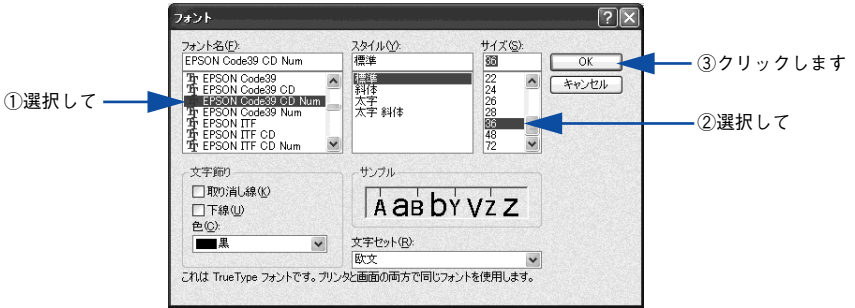 フォント
フォント名(F):
スタイル(Y):
サイズ(S):
EPSON Code39 CD Num
標準
36
OK
キャンセル
EPSON Code39
EPSON Code39 CD
EPSON Code39 CD Num
EPSON Code39 Num
EPSON ITF
EPSON ITF CD
EPSON ITF CD Num
標準
斜体
太字
太字 斜体
22
24
26
28
36
48
72
①選択して
②選択して
③クリックします
文字飾り
取り消し線(K)
下線(U)
色(C):
黒
サンプル
AaBbYyZz
文字セット(R):
欧文
これは TrueType フォントです。プリンタと画面の両方で同じフォントを使用します。